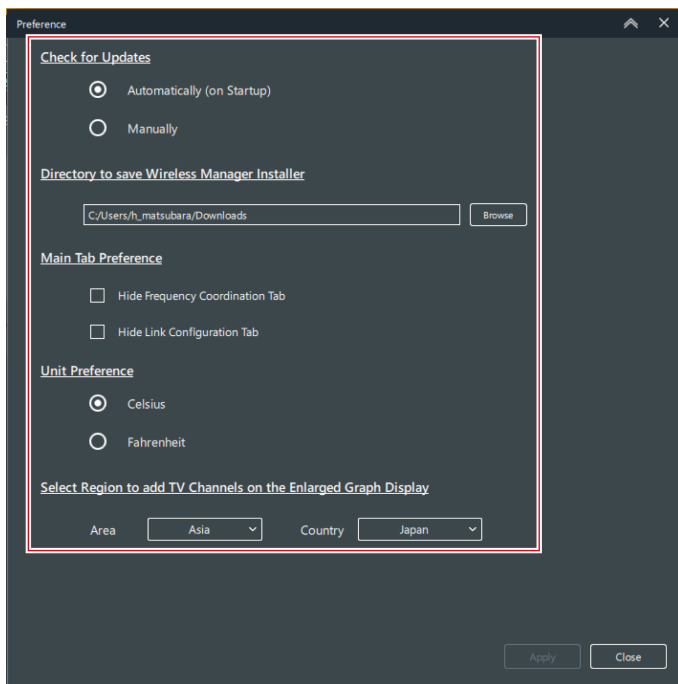 Preference
Check for Updates
Automatically (on Startup)
Manually
Directory to save Wireless Manager Installer
C:/Users/h_matsubara/Downloads
Browse
Main Tab Preference
Hide Frequency Coordination Tab
Hide Link Configuration Tab
Unit Preference
Celsius
Fahrenheit
Select Region to add TV Channels on the Enlarged Graph Display
Area Asia Country Japan
Apply Close